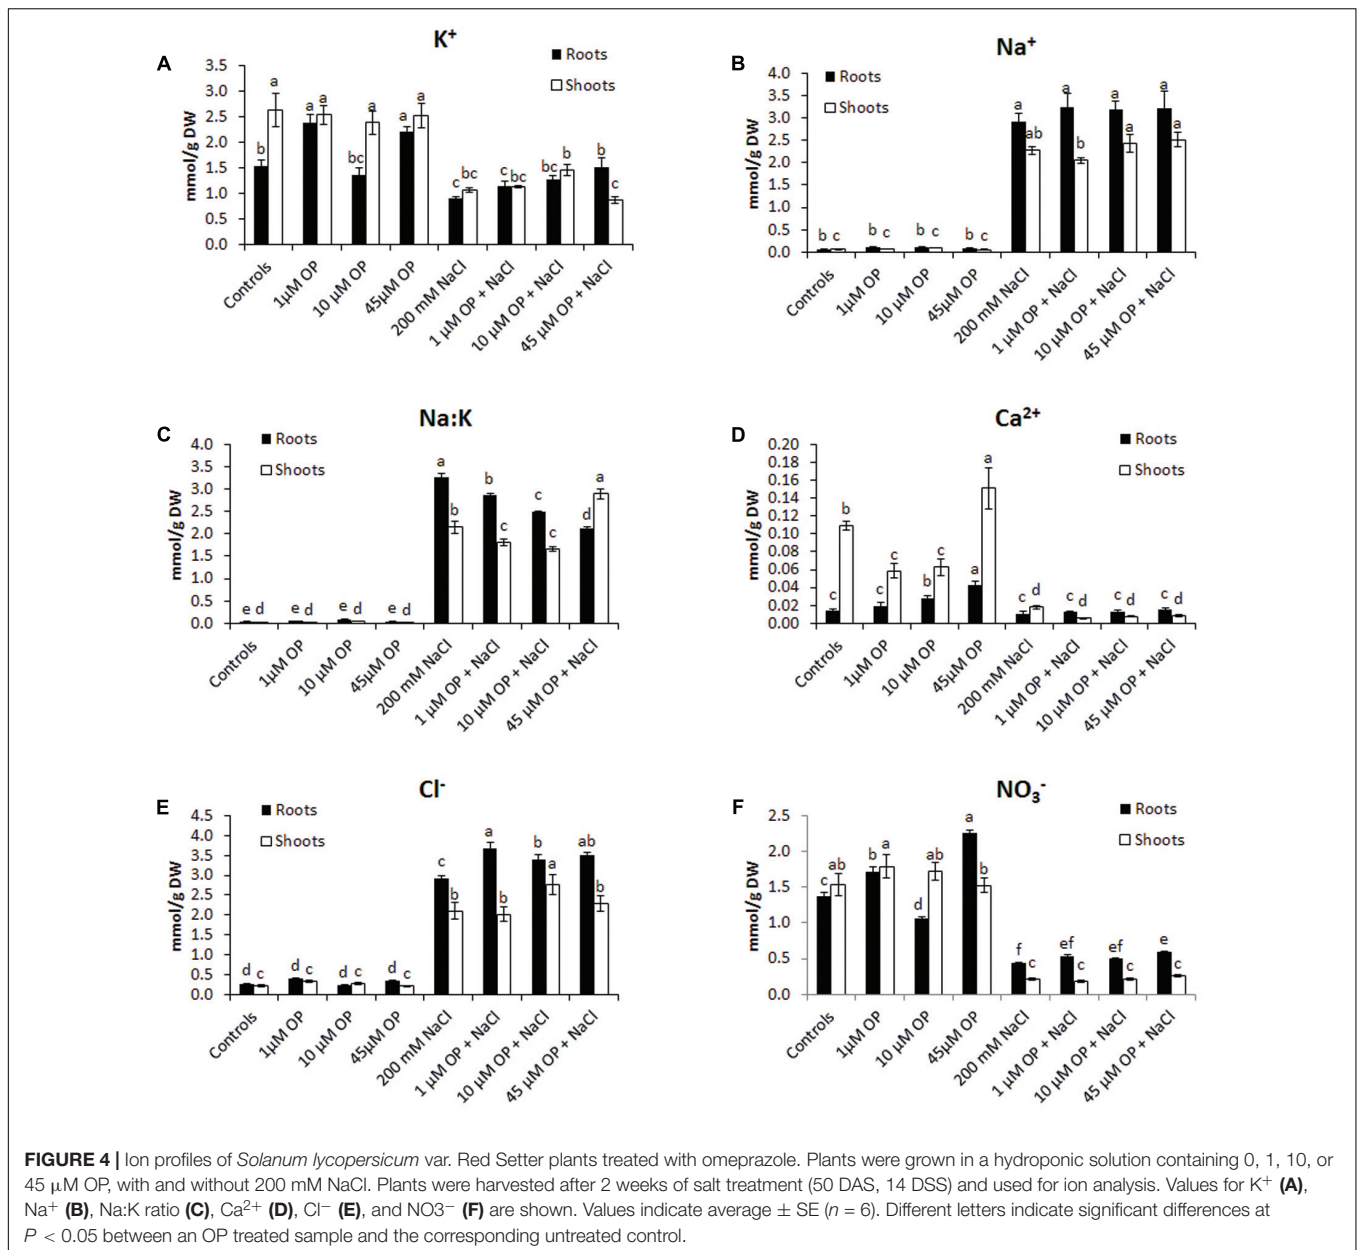 A
K⁺
Roots
Shoots
mmol/g DW
3.5
3.0
2.5
2.0
1.5
1.0
0.5
0.0
b a a a bc a a a c bc c bc bc b b c
Controls
1µM OP
10 µM OP
45µM OP
200 mM NaCl
1 µM OP + NaCl
10 µM OP + NaCl
45 µM OP + NaCl
B
Na⁺
Roots
Shoots
mmol/g DW
4.0
3.5
3.0
2.5
2.0
1.5
1.0
0.5
0.0
b c b c b c b c a ab a b a a a a
Controls
1µM OP
10 µM OP
45µM OP
200 mM NaCl
1 µM OP + NaCl
10 µM OP + NaCl
45 µM OP + NaCl
C
Na:K
Roots
Shoots
mmol/g DW
4.0
3.5
3.0
2.5
2.0
1.5
1.0
0.5
0.0
e d e d e d e d a b b c c c d a
Controls
1µM OP
10 µM OP
45µM OP
200 mM NaCl
1 µM OP + NaCl
10 µM OP + NaCl
45 µM OP + NaCl
D
Ca²⁺
Roots
Shoots
mmol/g DW
0.20
0.18
0.16
0.14
0.12
0.10
0.08
0.06
0.04
0.02
0.00
c b c c b c a a c d c d c d c d
Controls
1µM OP
10 µM OP
45µM OP
200 mM NaCl
1 µM OP + NaCl
10 µM OP + NaCl
45 µM OP + NaCl
E
Cl⁻
Roots
Shoots
mmol/g DW
4.5
4.0
3.5
3.0
2.5
2.0
1.5
1.0
0.5
0.0
d c d c d c d c c b a b b a ab b
Controls
1µM OP
10 µM OP
45µM OP
200 mM NaCl
1 µM OP + NaCl
10 µM OP + NaCl
45 µM OP + NaCl
F
NO₃⁻
Roots
Shoots
mmol/g DW
2.5
2.0
1.5
1.0
0.5
0.0
c ab b a d ab a b f c ef c ef c e c
Controls
1µM OP
10 µM OP
45µM OP
200 mM NaCl
1 µM OP + NaCl
10 µM OP + NaCl
45 µM OP + NaCl
FIGURE 4 | Ion profiles of Solanum lycopersicum var. Red Setter plants treated with omeprazole. Plants were grown in a hydroponic solution containing 0, 1, 10, or
45 µM OP, with and without 200 mM NaCl. Plants were harvested after 2 weeks of salt treatment (50 DAS, 14 DSS) and used for ion analysis. Values for K⁺ (A),
Na⁺ (B), Na:K ratio (C), Ca²⁺ (D), Cl⁻ (E), and NO3⁻ (F) are shown. Values indicate average ± SE (n = 6). Different letters indicate significant differences at
P < 0.05 between an OP treated sample and the corresponding untreated control.